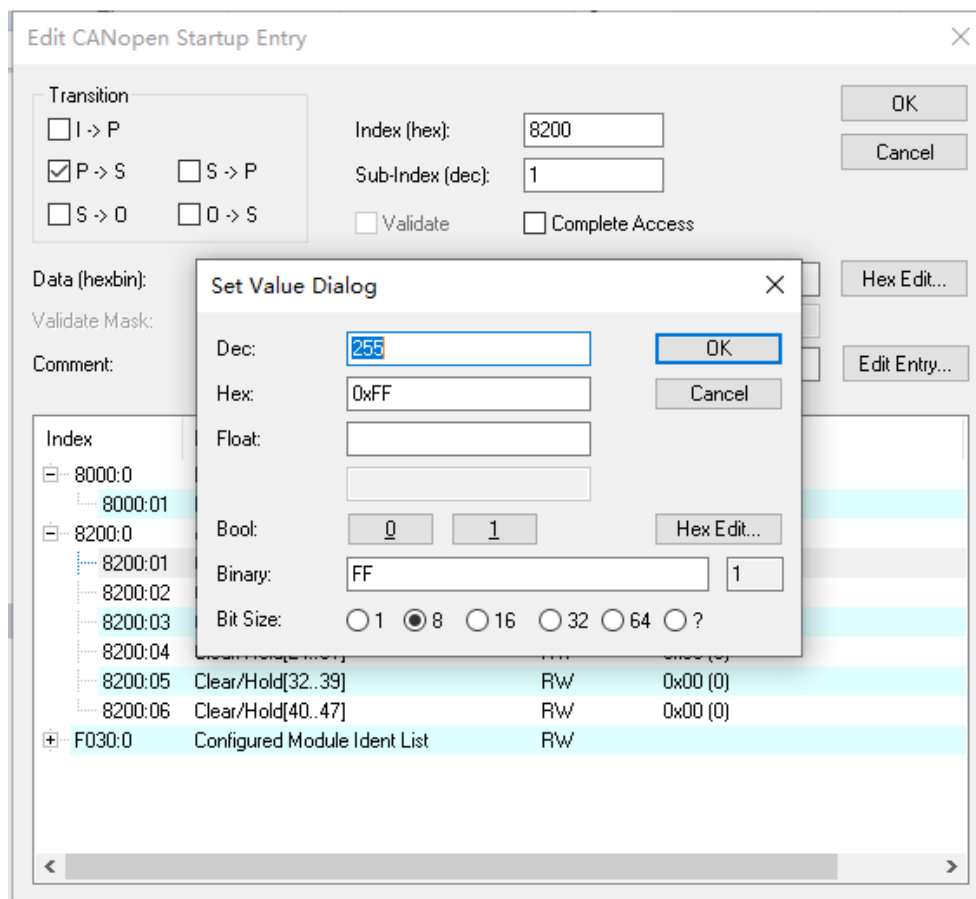 Edit CANopen Startup Entry
Transition
I -> P
P -> S
S -> P
S -> O
O -> S
Index (hex):
8200
Sub-Index (dec):
1
Validate
Complete Access
OK
Cancel
Data (hexbin):
Hex Edit...
Validate Mask:
Comment:
Edit Entry...
Set Value Dialog
Dec:
255
OK
Hex:
0xFF
Cancel
Float:
Bool:
0
1
Hex Edit...
Binary:
FF
1
Bit Size:
1
8
16
32
64
?
Index
8000:0
8000:01
8200:0
8200:01
8200:02
8200:03
8200:04
8200:05 Clear/Hold[32..39] RW 0x00 (0)
8200:06 Clear/Hold[40..47] RW 0x00 (0)
F030:0 Configured Module Ident List RW